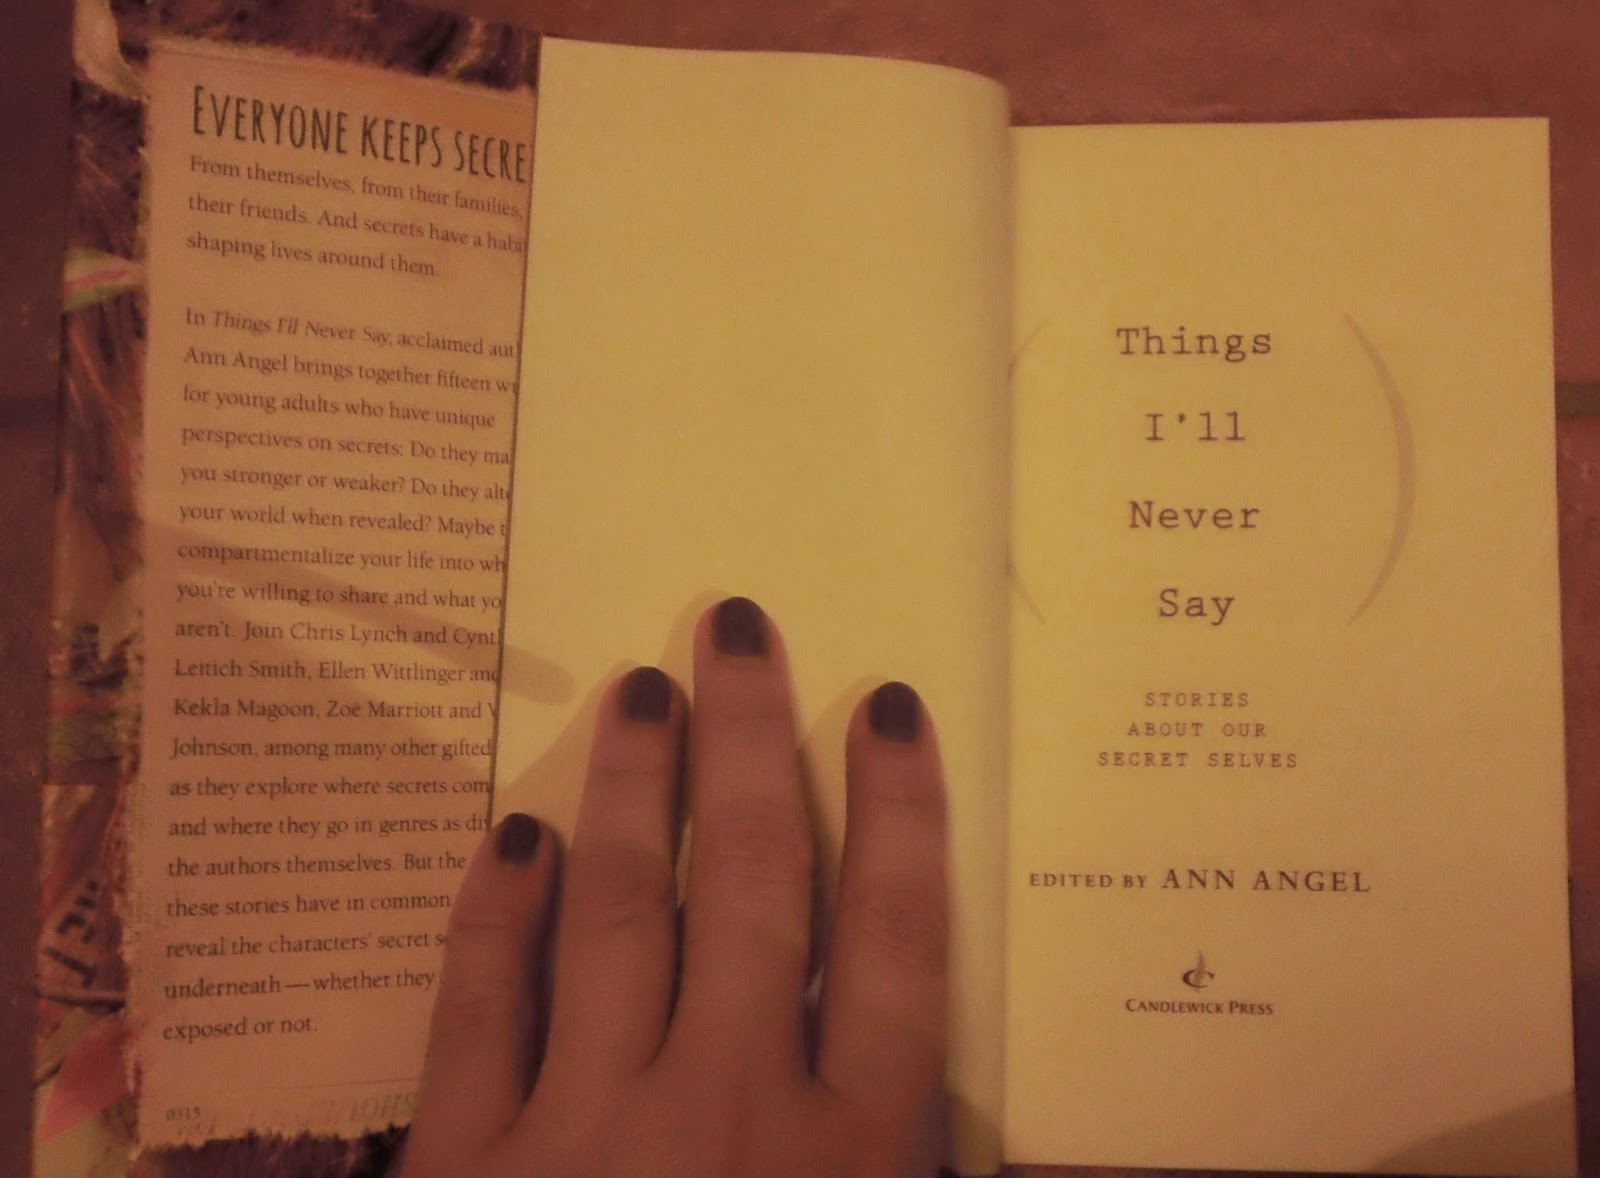 EVERYONE KEEPS SECRE
From themselves, from their families,
their friends. And secrets have a habi
shaping lives around them.
In Things I'll Never Say, acclaimed aut
Ann Angel brings together fifteen w
for young adults who have unique
perspectives on secrets: Do they ma
you stronger or weaker? Do they alt
your world when revealed? Maybe t
compartmentalize your life into wh
you're willing to share and what yo
aren't. Join Chris Lynch and Cynt
Leitich Smith, Ellen Wittlinger and
Kekla Magoon, Zoë Marriott and
Johnson, among many other gifted
as they explore where secrets com
and where they go in genres as di
the authors themselves. But the
these stories have in common
reveal the characters' secret s
underneath—whether they
exposed or not.
0315
Things
I'll
Never
Say
STORIES
ABOUT OUR
SECRET SELVES
EDITED BY ANN ANGEL
CANDLEWICK PRESS